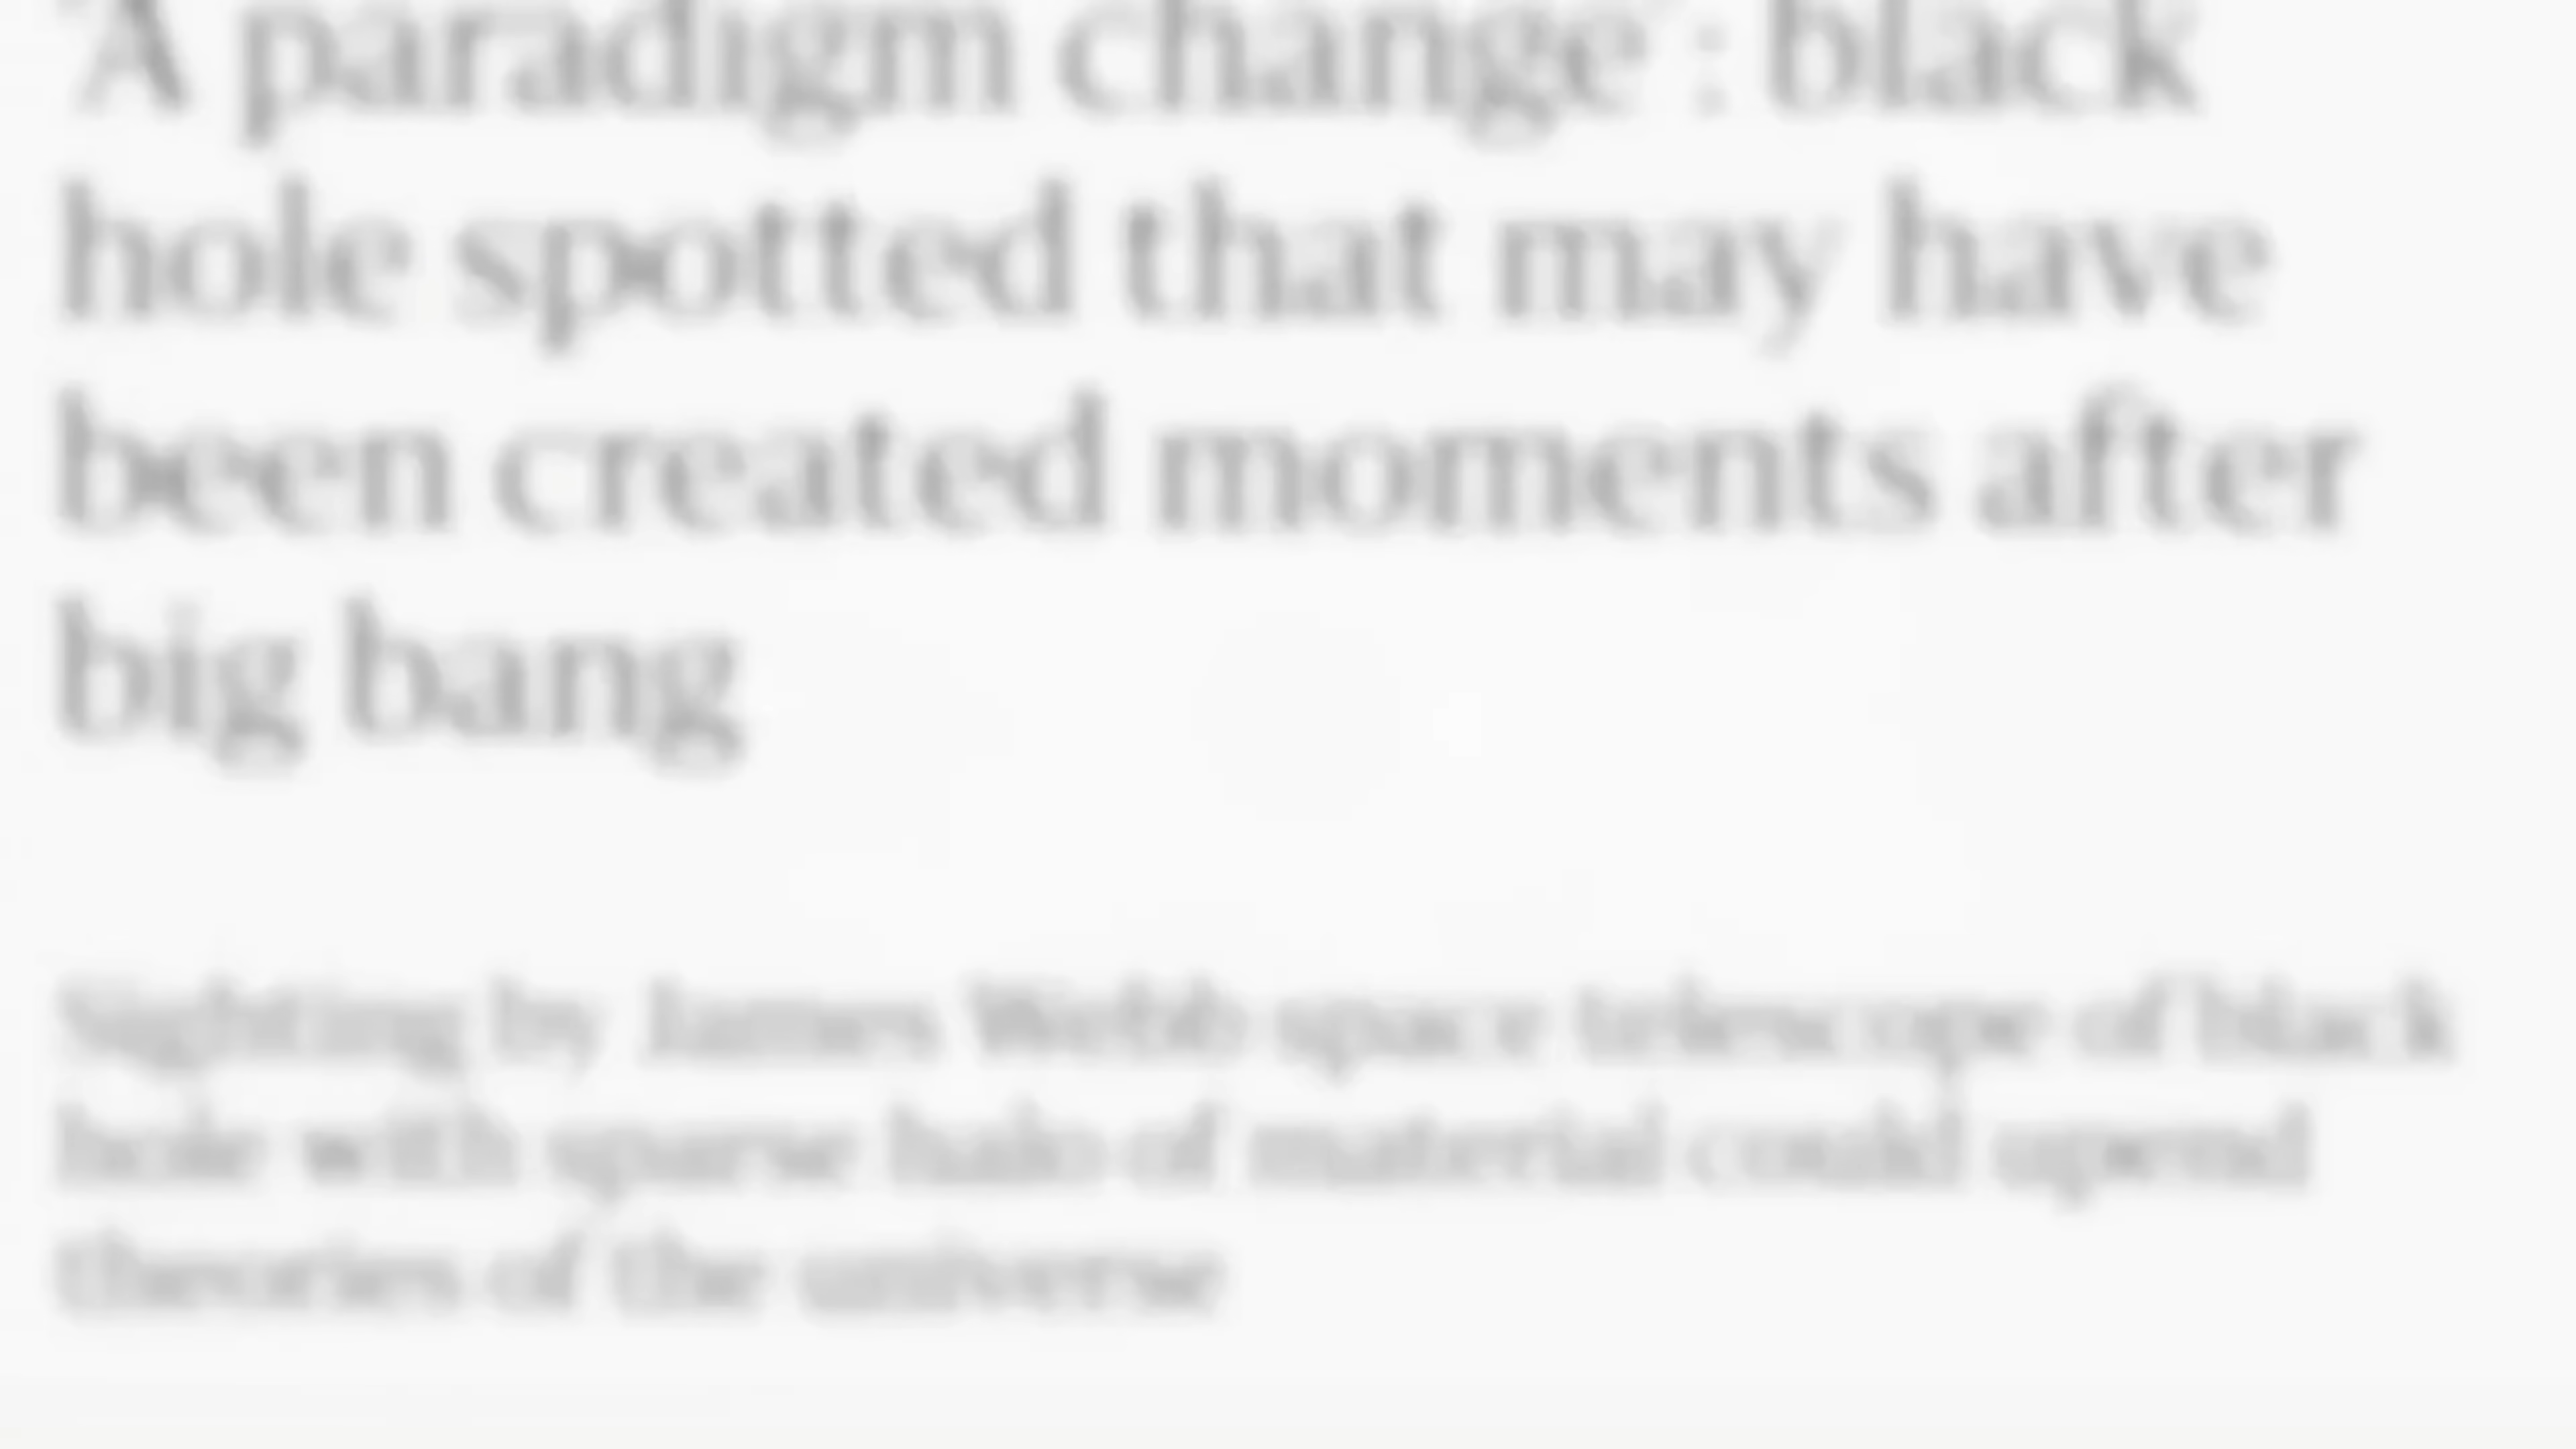 'A paradigm change': black
hole spotted that may have
been created moments after
big bang
Sighting by James Webb space telescope of black
hole with sparse halo of material could upend
theories of the universe